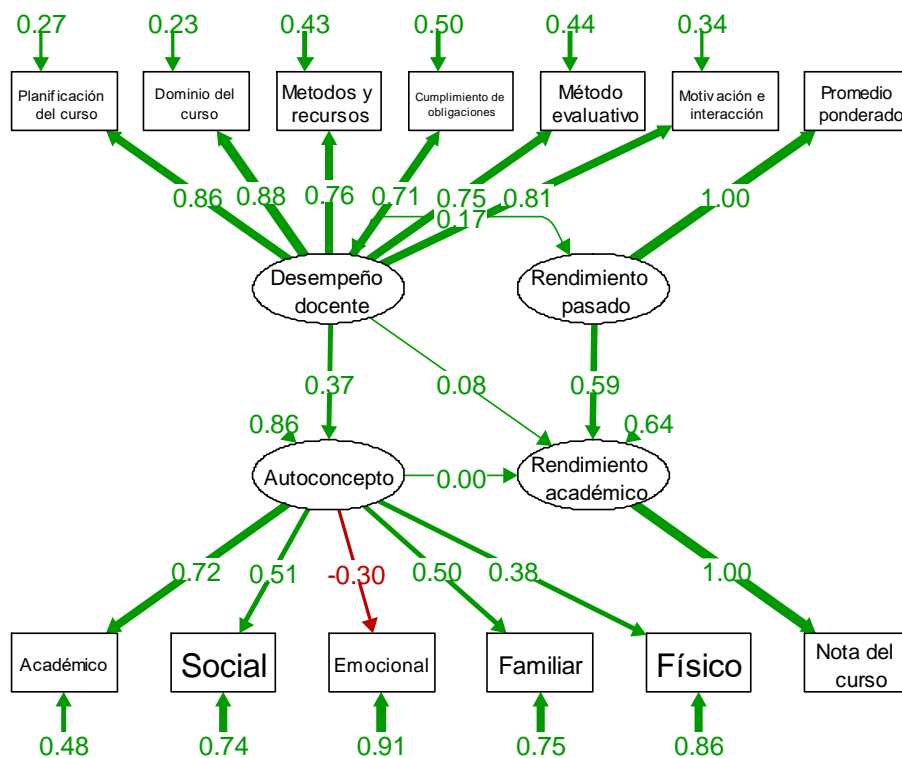 0.27 0.23 0.43 0.50 0.44 0.34
Planificación
del curso
Dominio del
curso
Metodos y
recursos
Cumplimiento de
obligaciones
Método
evaluativo
Motivación e
interacción
Promedio
ponderado
0.86 0.88 0.76 0.71 0.75 0.81 1.00
0.17
Desempeño
docente
Rendimiento
pasado
0.37 0.08 0.59
0.86 0.64
Autoconcepto
0.00
Rendimiento
académico
0.72 0.51 -0.30 0.50 0.38 1.00
Académico
Social
Emocional
Familiar
Físico
Nota del
curso
0.48 0.74 0.91 0.75 0.86